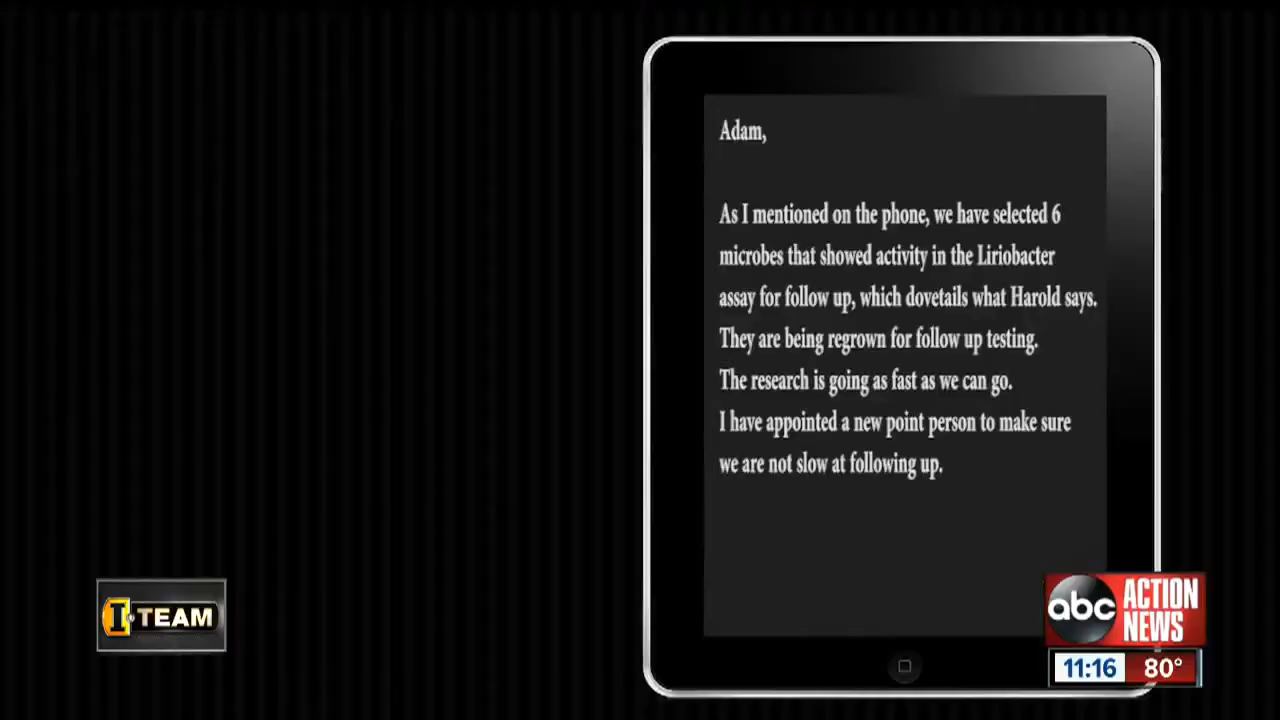 Adam,
As I mentioned on the phone, we have selected 6
microbes that showed activity in the Liriobacter
assay for follow up, which dovetails what Harold says.
They are being regrown for follow up testing.
The research is going as fast as we can go.
I have appointed a new point person to make sure
we are not slow at following up.
I-TEAM
abc ACTION
NEWS
11:16 80°